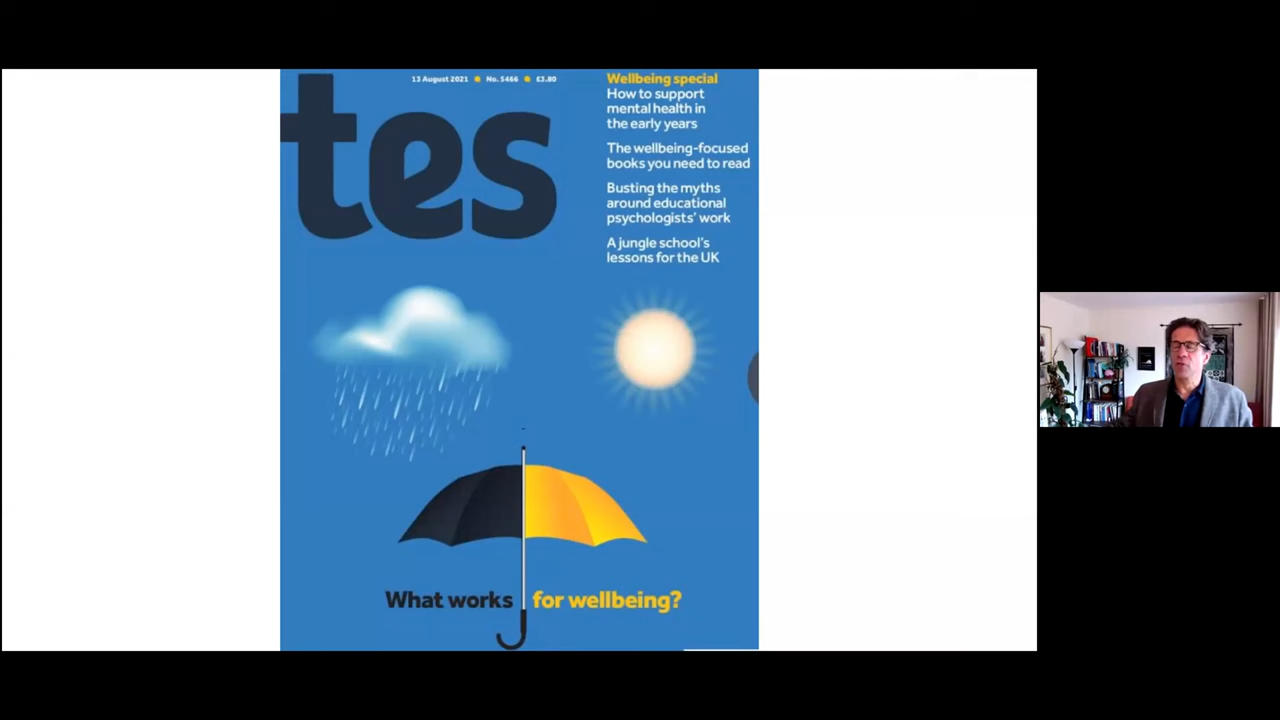 13 August 2021 • No. 5466 • £3.80
tes
Wellbeing special
How to support
mental health in
the early years
The wellbeing-focused
books you need to read
Busting the myths
around educational
psychologists' work
A jungle school's
lessons for the UK
What works for wellbeing?